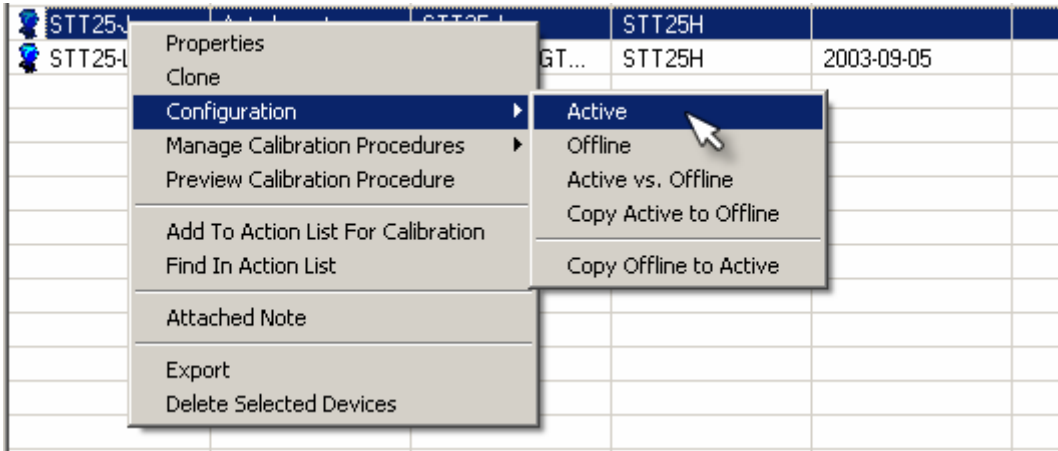 STT25-J STT25H
STT25-L GT... STT25H 2003-09-05
Properties
Clone
Configuration
Manage Calibration Procedures
Preview Calibration Procedure
Add To Action List For Calibration
Find In Action List
Attached Note
Export
Delete Selected Devices
Active
Offline
Active vs. Offline
Copy Active to Offline
Copy Offline to Active